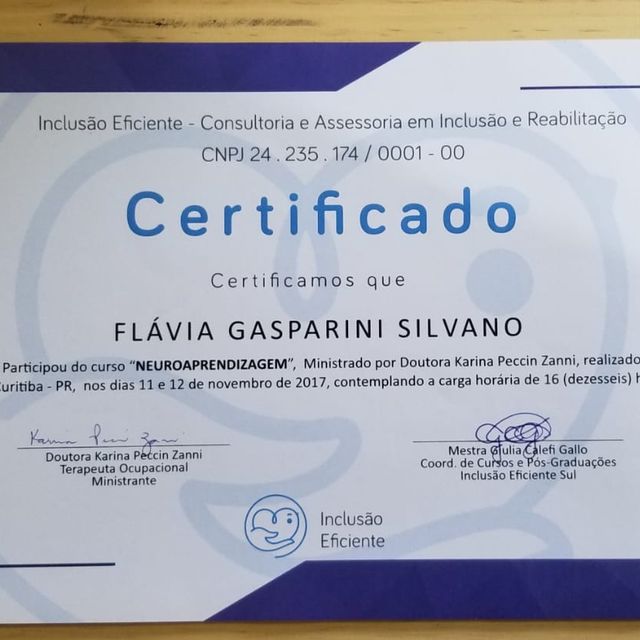 Inclusão Eficiente - Consultoria e Assessoria em Inclusão e Reabilitação
CNPJ 24 . 235 . 174 / 0001 - 00
Certificado
Certificamos que
FLÁVIA GASPARINI SILVANO
Participou do curso “NEUROAPRENDIZAGEM”, Ministrado por Doutora Karina Peccin Zanni, realizado
Curitiba - PR, nos dias 11 e 12 de novembro de 2017, contemplando a carga horária de 16 (dezesseis) h
Doutora Karina Peccin Zanni
Terapeuta Ocupacional
Ministrante
Mestra Giulia Calefi Gallo
Coord. de Cursos e Pós-Graduações
Inclusão Eficiente Sul
Inclusão
Eficiente